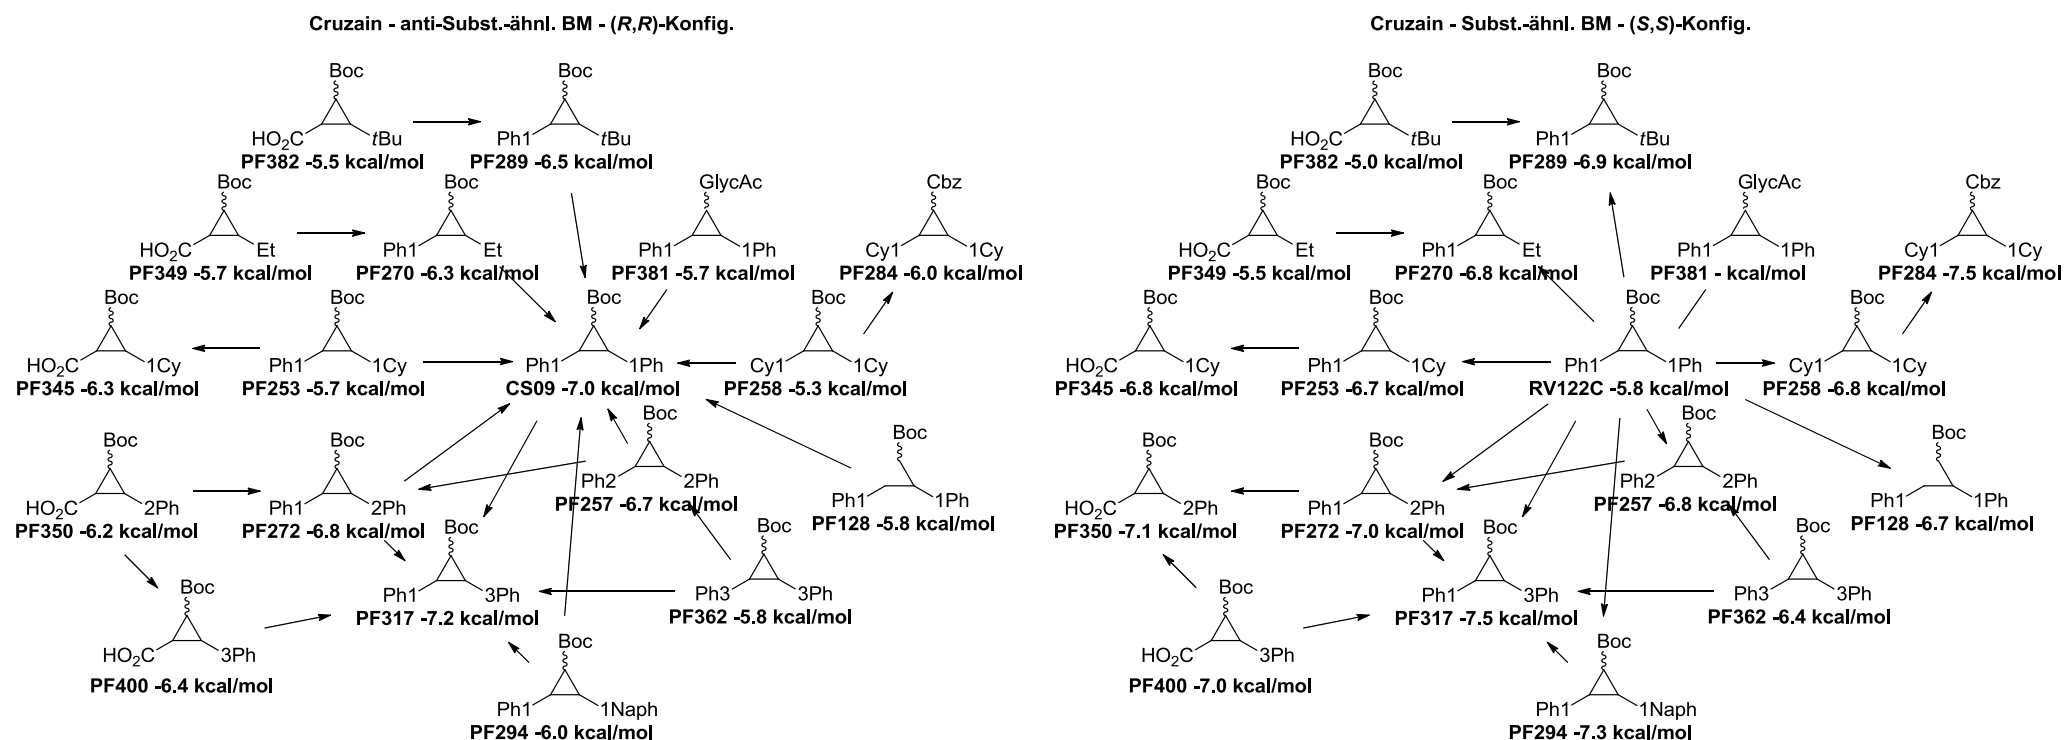 Cruzain - anti-Subst.-ähnl. BM - (R,R)-Konfig.
Boc
Boc
HO2C
tBu
Ph1
tBu
PF382 -5.5 kcal/mol
PF289 -6.5 kcal/mol
Boc
Boc
GlycAc
Cbz
HO2C
Et
Ph1
Et
Ph1
1Ph
Cy1
1Cy
PF349 -5.7 kcal/mol
PF270 -6.3 kcal/mol
PF381 -5.7 kcal/mol
PF284 -6.0 kcal/mol
Boc
Boc
Boc
Boc
HO2C
1Cy
Ph1
1Cy
Ph1
1Ph
Cy1
1Cy
PF345 -6.3 kcal/mol
PF253 -5.7 kcal/mol
CS09 -7.0 kcal/mol
PF258 -5.3 kcal/mol
Boc
Boc
Boc
Boc
HO2C
2Ph
Ph1
2Ph
Ph2
2Ph
Ph1
1Ph
PF350 -6.2 kcal/mol
PF272 -6.8 kcal/mol
PF257 -6.7 kcal/mol
PF128 -5.8 kcal/mol
Boc
Boc
Boc
HO2C
3Ph
Ph1
3Ph
Ph3
3Ph
PF400 -6.4 kcal/mol
PF317 -7.2 kcal/mol
PF362 -5.8 kcal/mol
Boc
Ph1
1Naph
PF294 -6.0 kcal/mol
Cruzain - Subst.-ähnl. BM - (S,S)-Konfig.
Boc
Boc
HO2C
tBu
Ph1
tBu
PF382 -5.0 kcal/mol
PF289 -6.9 kcal/mol
Boc
Boc
GlycAc
Cbz
HO2C
Et
Ph1
Et
Ph1
1Ph
Cy1
1Cy
PF349 -5.5 kcal/mol
PF270 -6.8 kcal/mol
PF381 - kcal/mol
PF284 -7.5 kcal/mol
Boc
Boc
Boc
Boc
HO2C
1Cy
Ph1
1Cy
Ph1
1Ph
Cy1
1Cy
PF345 -6.8 kcal/mol
PF253 -6.7 kcal/mol
RV122C -5.8 kcal/mol
PF258 -6.8 kcal/mol
Boc
Boc
Boc
Boc
HO2C
2Ph
Ph1
2Ph
Ph2
2Ph
Ph1
1Ph
PF350 -7.1 kcal/mol
PF272 -7.0 kcal/mol
PF257 -6.8 kcal/mol
PF128 -6.7 kcal/mol
Boc
Boc
Boc
HO2C
3Ph
Ph1
3Ph
Ph3
3Ph
PF400 -7.0 kcal/mol
PF317 -7.5 kcal/mol
PF362 -6.4 kcal/mol
Boc
Ph1
1Naph
PF294 -7.3 kcal/mol